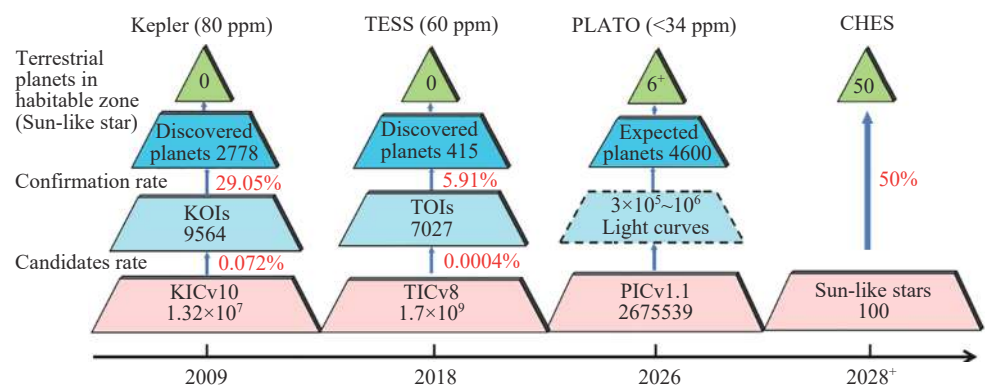 Kepler (80 ppm)
TESS (60 ppm)
PLATO (<34 ppm)
CHES
Terrestrial
planets in
habitable zone
(Sun-like star)
0
0
6⁺
50
Discovered
planets 2778
Discovered
planets 415
Expected
planets 4600
Confirmation rate
29.05%
5.91%
50%
KOIs
9564
TOIs
7027
3×10⁵~10⁶
Light curves
Candidates rate
0.072%
0.0004%
KICv10
1.32×10⁷
TICv8
1.7×10⁹
PICv1.1
2675539
Sun-like stars
100
2009
2018
2026
2028⁺